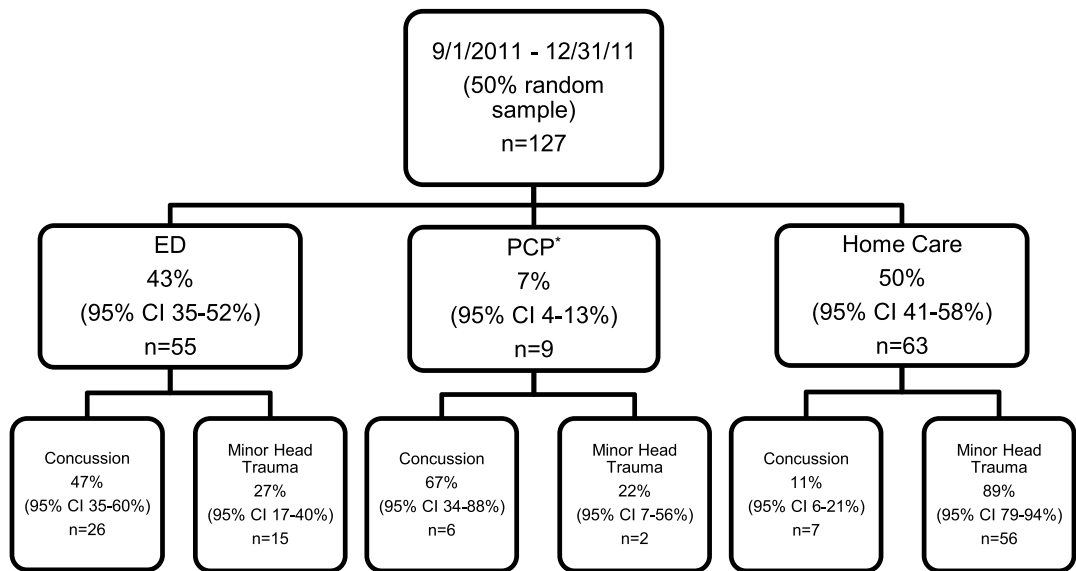 9/1/2011 - 12/31/11
(50% random
sample)
n=127
ED
43%
(95% CI 35-52%)
n=55
PCP*
7%
(95% CI 4-13%)
n=9
Home Care
50%
(95% CI 41-58%)
n=63
Concussion
47%
(95% CI 35-60%)
n=26
Minor Head
Trauma
27%
(95% CI 17-40%)
n=15
Concussion
67%
(95% CI 34-88%)
n=6
Minor Head
Trauma
22%
(95% CI 7-56%)
n=2
Concussion
11%
(95% CI 6-21%)
n=7
Minor Head
Trauma
89%
(95% CI 79-94%)
n=56